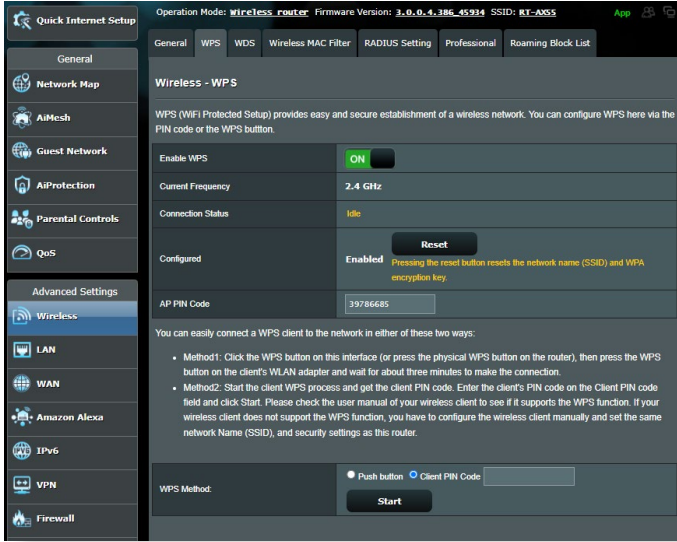 Quick Internet Setup
Operation Mode: Wireless router Firmware Version: 3.0.0.4.386_45934 SSID: RT-AX55
App
General
Network Map
AiMesh
Guest Network
AiProtection
Parental Controls
QoS
Advanced Settings
Wireless
LAN
WAN
Amazon Alexa
IPv6
VPN
Firewall
General WPS WDS Wireless MAC Filter RADIUS Setting Professional Roaming Block List
Wireless - WPS
WPS (WiFi Protected Setup) provides easy and secure establishment of a wireless network. You can configure WPS here via the
PIN code or the WPS buttton.
Enable WPS ON
Current Frequency 2.4 GHz
Connection Status Idle
Configured Enabled Reset
Pressing the reset button resets the network name (SSID) and WPA
encryption key.
AP PIN Code 39786685
You can easily connect a WPS client to the network in either of these two ways:
• Method1: Click the WPS button on this interface (or press the physical WPS button on the router), then press the WPS
button on the client's WLAN adapter and wait for about three minutes to make the connection.
• Method2: Start the client WPS process and get the client PIN code. Enter the client's PIN code on the Client PIN code
field and click Start. Please check the user manual of your wireless client to see if it supports the WPS function. If your
wireless client does not support the WPS function, you have to configure the wireless client manually and set the same
network Name (SSID), and security settings as this router.
WPS Method: Push button Client PIN Code
Start